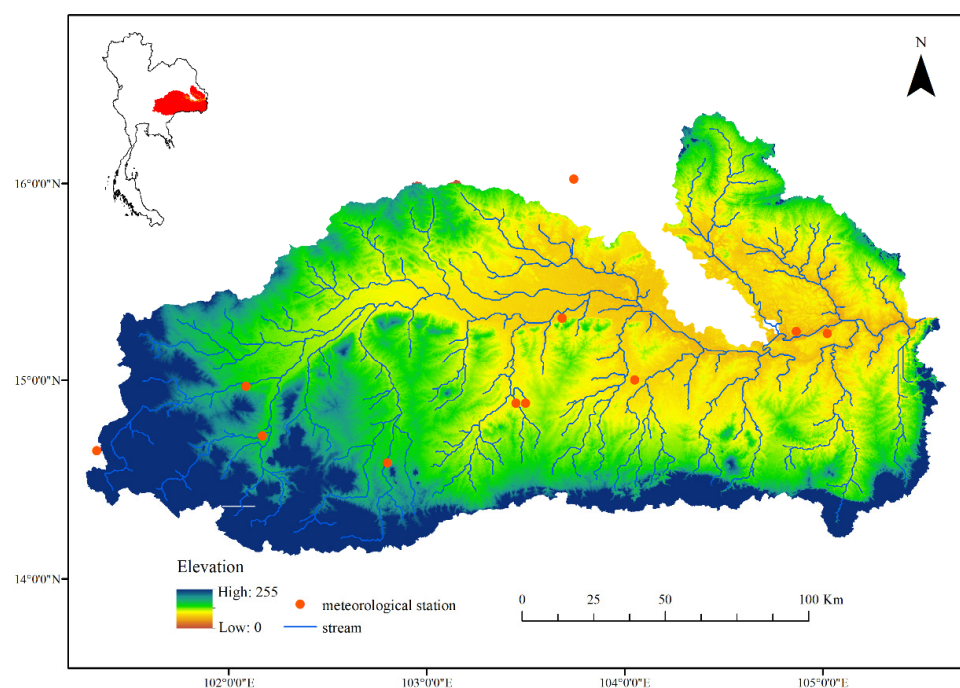 N
16°0'0"N
15°0'0"N
14°0'0"N
Elevation
High: 255
Low: 0
meteorological station
stream
0 25 50 100 Km
102°0'0"E 103°0'0"E 104°0'0"E 105°0'0"E